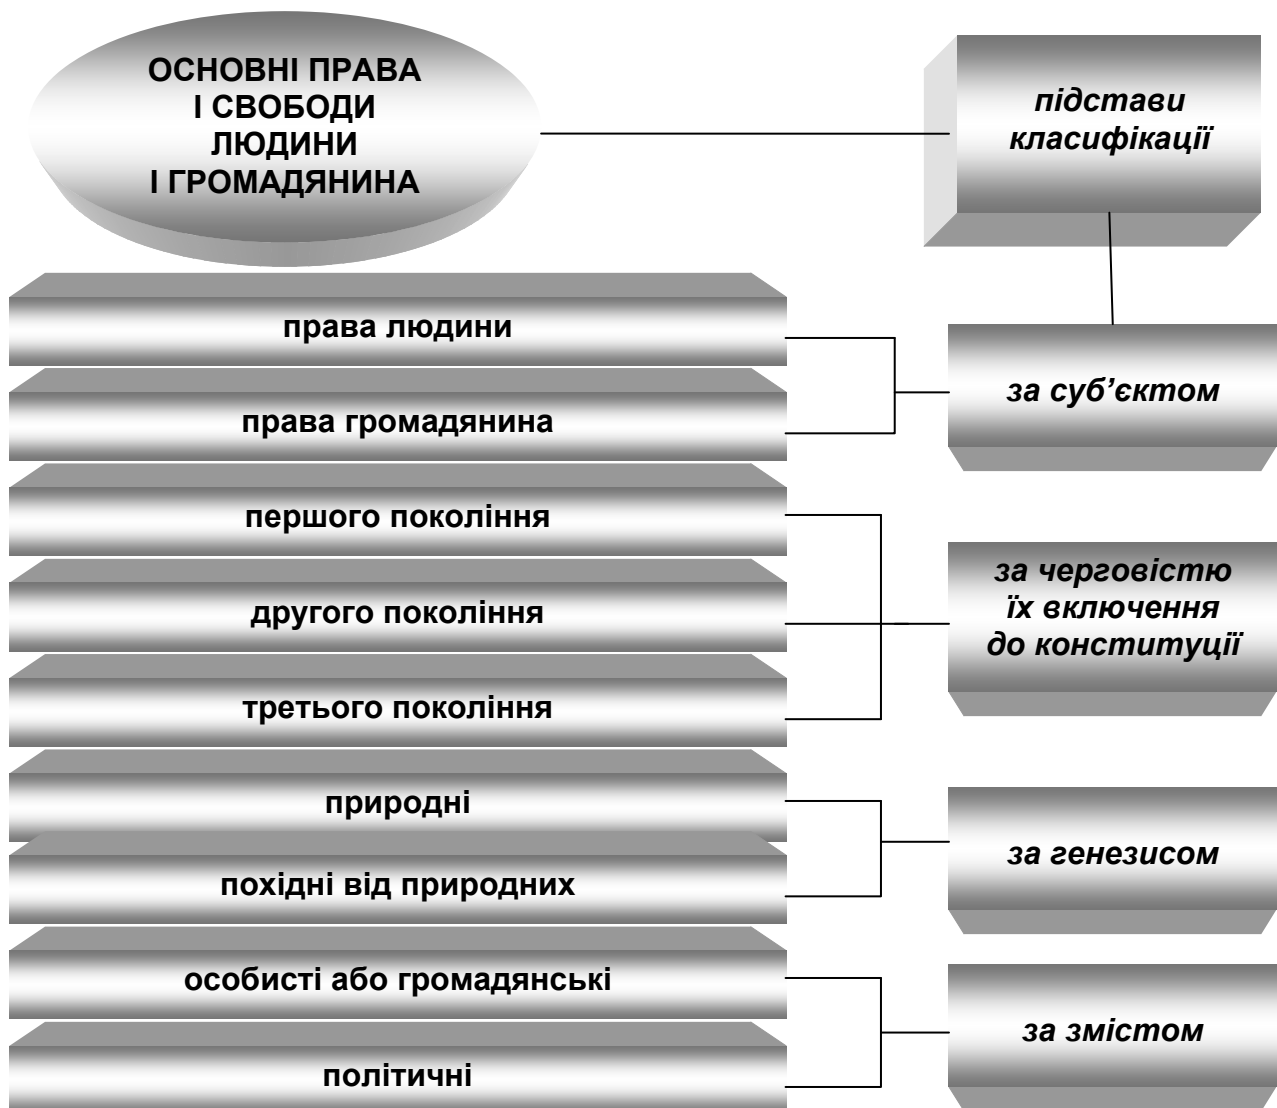 ОСНОВНІ ПРАВА
І СВОБОДИ
ЛЮДИНИ
І ГРОМАДЯНИНА
підстави
класифікації
права людини
права громадянина
за суб’єктом
першого покоління
другого покоління
третього покоління
за черговістю
їх включення
до конституції
природні
похідні від природних
за генезисом
особисті або громадянські
політичні
за змістом